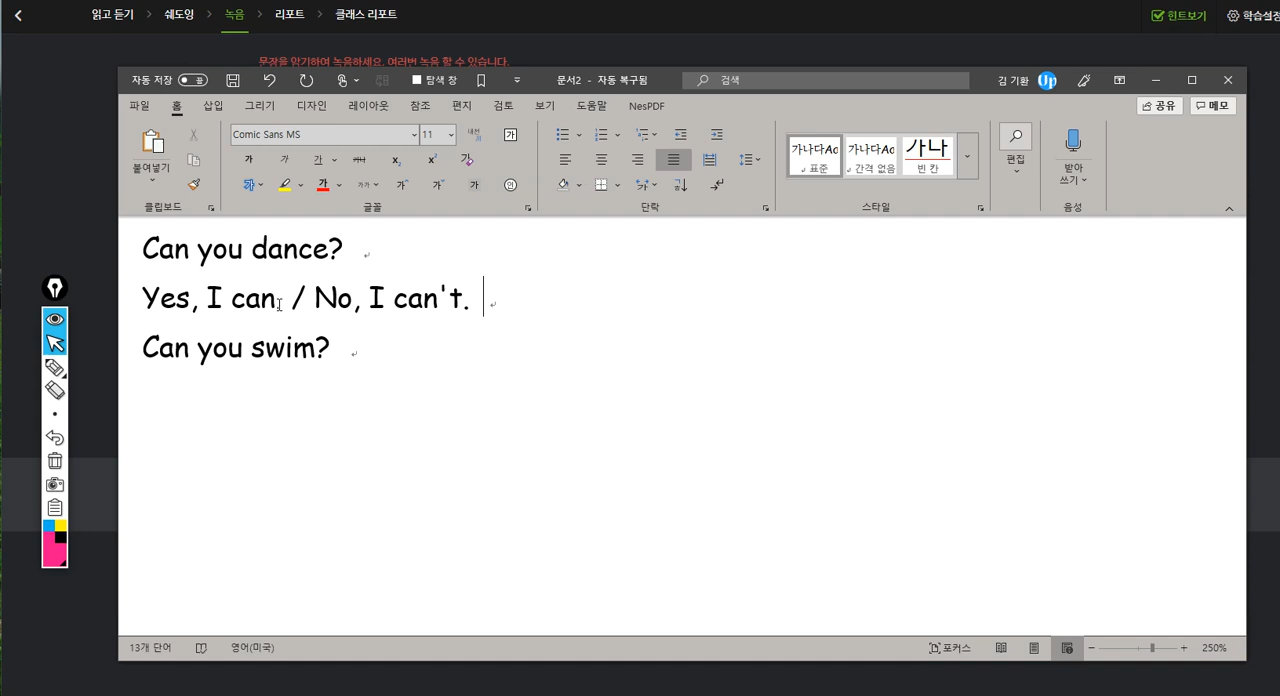 읽고 듣기 > 쉐도잉 > 녹음 > 리포트 > 클래스 리포트 힌트보기 학습설정
문장을 암기하여 녹음하세요. 여러번 녹음 할 수 있습니다.
자동 저장 끔 탐색 창 문서2 - 자동 복구됨 검색 김 기환 Up
파일 홈 삽입 그리기 디자인 레이아웃 참조 편지 검토 보기 도움말 NesPDF 공유 메모
Comic Sans MS 11
붙여넣기
가나다Ac 가나다Ac 가나
표준 간격 없음 빈 칸
편집
받아
쓰기
클립보드 글꼴 단락 스타일 음성
Can you dance?
Yes, I can. / No, I can't.
Can you swim?
13개 단어 영어(미국) 포커스 250%